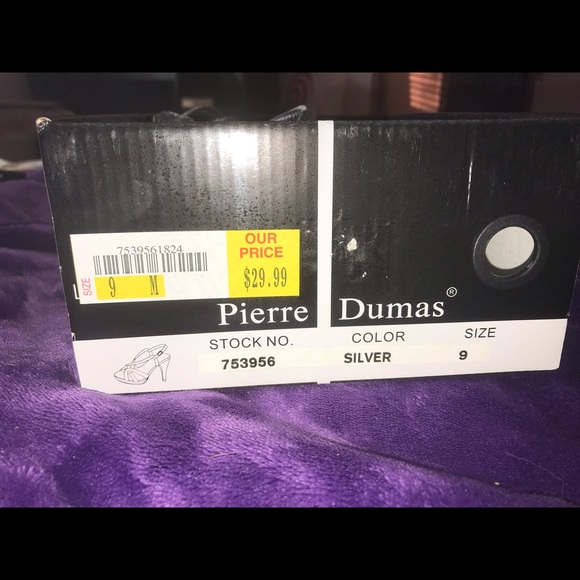 7539561824
SIZE
9 M
OUR
PRICE
$29.99
Pierre Dumas®
STOCK NO. COLOR SIZE
753956 SILVER 9